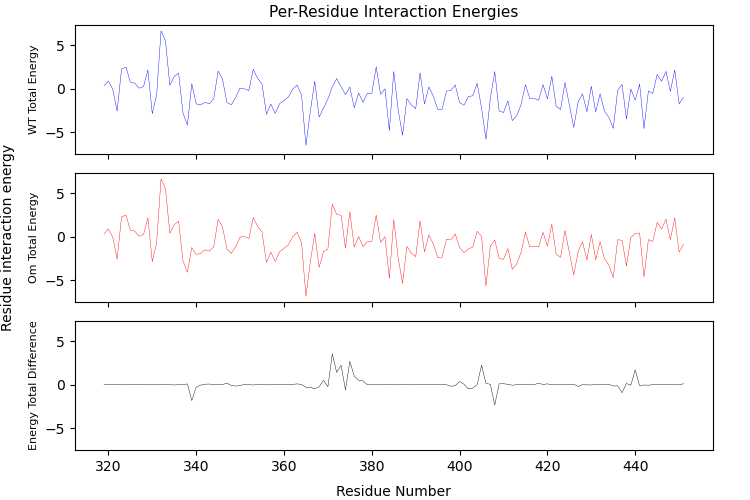 Per-Residue Interaction Energies
Residue interaction energy
WT Total Energy
5
0
−5
Om Total Energy
5
0
−5
Energy Total Difference
5
0
−5
320 340 360 380 400 420 440
Residue Number